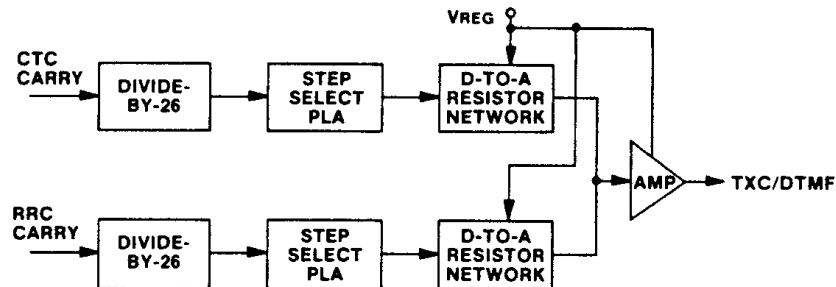 VREG
CTC
CARRY
DIVIDE-
BY-26
STEP
SELECT
PLA
D-TO-A
RESISTOR
NETWORK
AMP
TXC/DTMF
RRC
CARRY
DIVIDE-
BY-26
STEP
SELECT
PLA
D-TO-A
RESISTOR
NETWORK